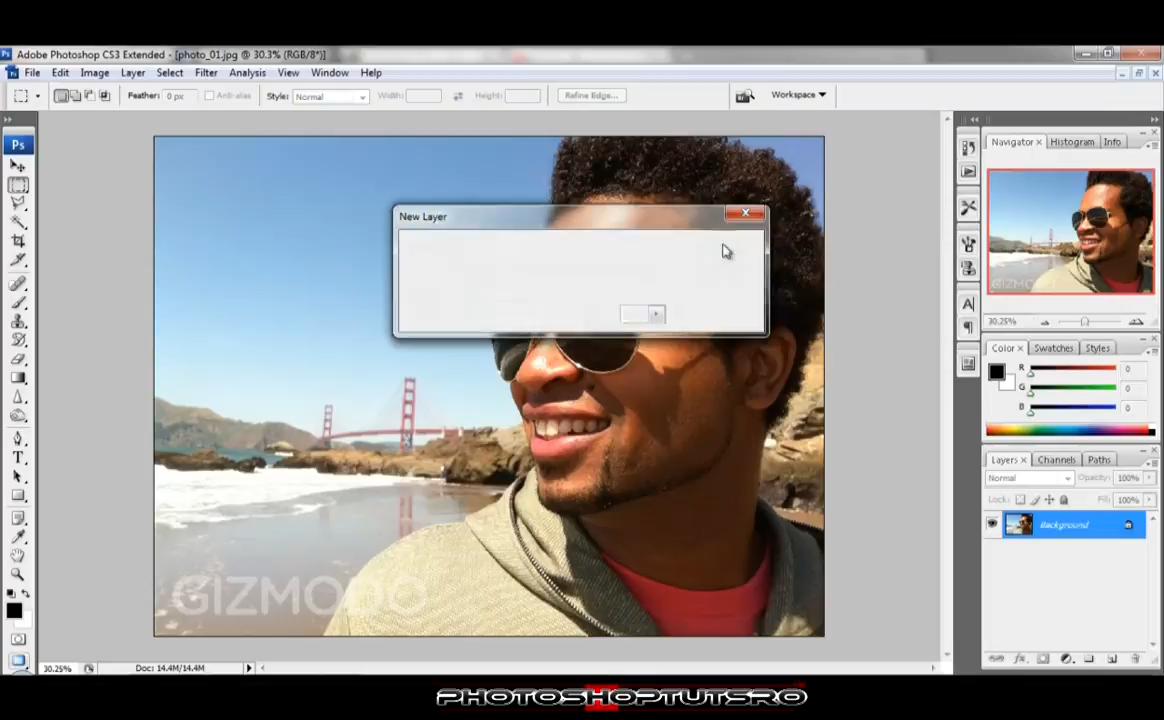 Adobe Photoshop CS3 Extended - [photo_01.jpg @ 30.3% (RGB/8*)]
File Edit Image Layer Select Filter Analysis View Window Help
Feather: 0 px Anti-alias Style: Normal Width: Height: Refine Edge... Workspace
Ps
New Layer
Navigator Histogram Info
GIZMODO
30.25%
Color Swatches Styles
R 0
G 0
B 0
Layers Channels Paths
Normal Opacity: 100%
Lock: Fill: 100%
Background
GIZMODO
30.25% Doc: 14.4M/14.4M
PHOTOSHOPTUTSRO